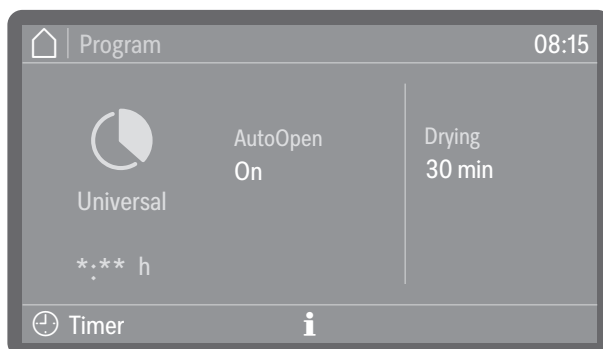 Program
08:15
AutoOpen
On
Drying
30 min
Universal
*:** h
Timer
i